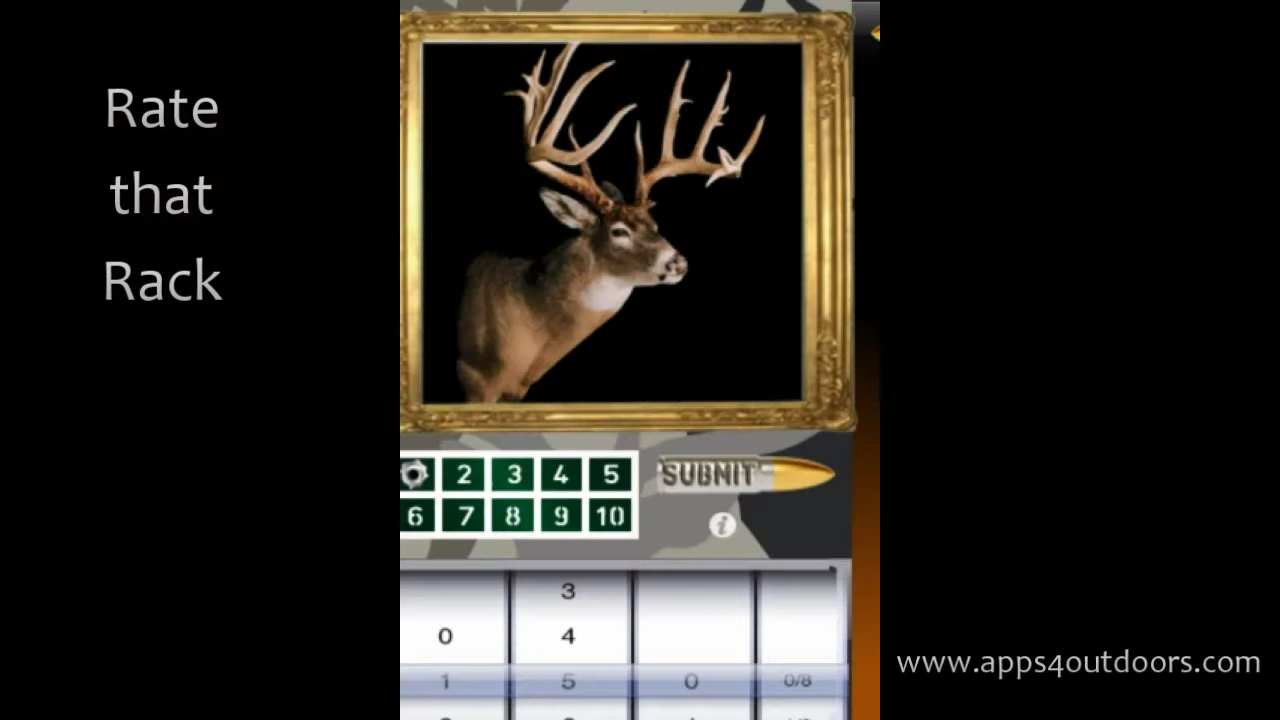 Rate
that
Rack
2 3 4 5
SUBMIT
6 7 8 9 10
i
3
0 4
1 5 0 0/8
www.apps4outdoors.com